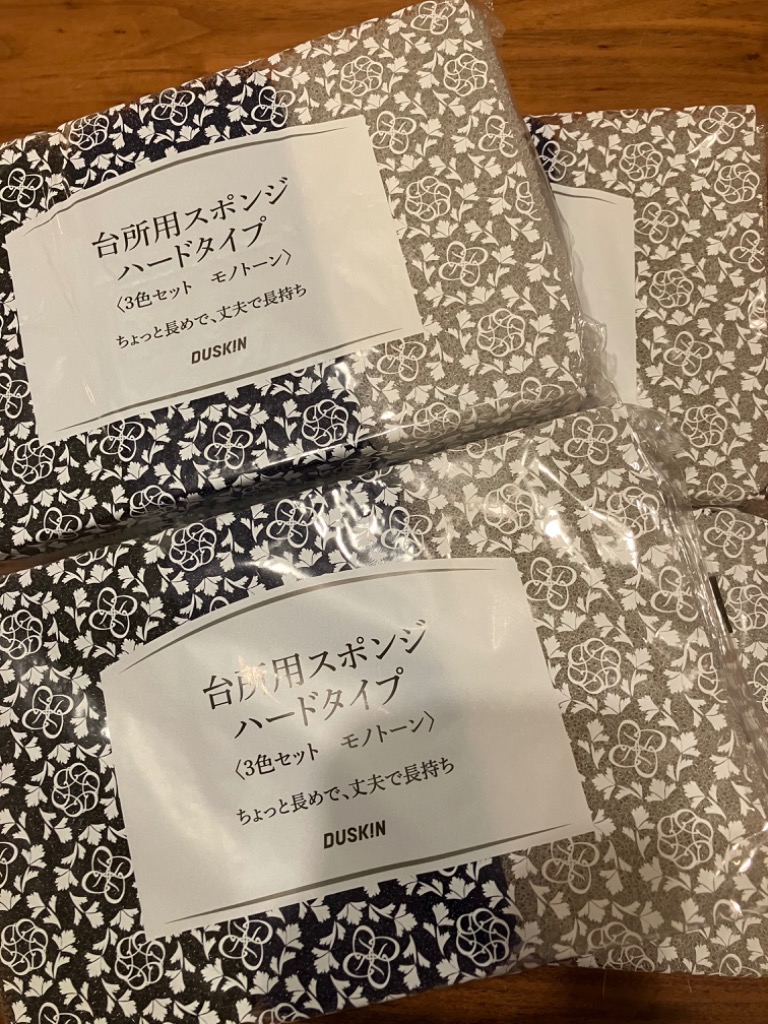 台所用スポンジ
ハードタイプ
〈3色セット　モノトーン〉
ちょっと長めで、丈夫で長持ち
DUSKIN
台所用スポンジ
ハードタイプ
〈3色セット　モノトーン〉
ちょっと長めで、丈夫で長持ち
DUSKIN